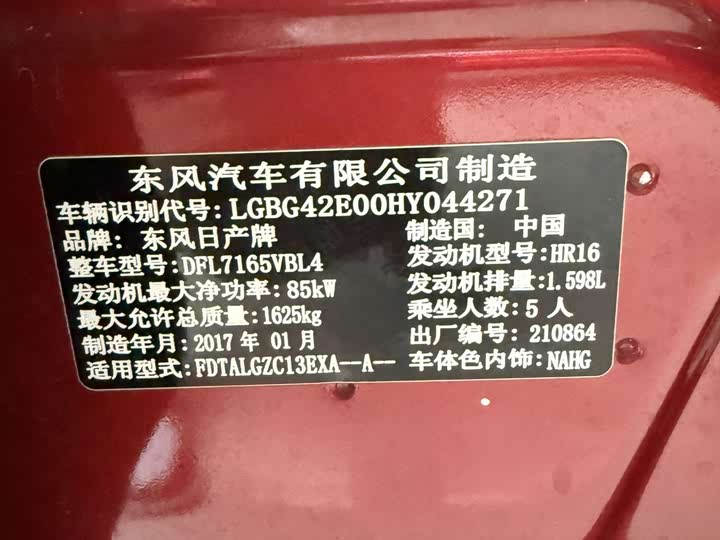 东风汽车有限公司制造
车辆识别代号: LGBG42E00HY044271
品牌: 东风日产牌 制造国: 中国
整车型号: DFL7165VBL4 发动机型号: HR16
发动机最大净功率: 85kW 发动机排量: 1.598L
最大允许总质量: 1625kg 乘坐人数: 5 人
制造年月: 2017 年 01 月 出厂编号: 210864
适用型式: FDTALGZC13EXA--A-- 车体色内饰: NAHG